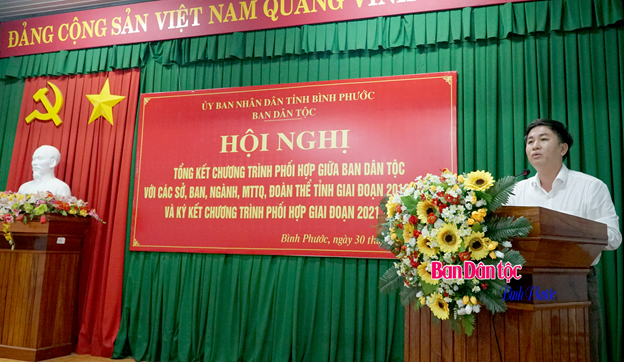 ĐẢNG CỘNG SẢN VIỆT NAM QUANG VINH
ỦY BAN NHÂN DÂN TỈNH BÌNH PHƯỚC
BAN DÂN TỘC
HỘI NGHỊ
TỔNG KẾT CHƯƠNG TRÌNH PHỐI HỢP GIỮA BAN DÂN TỘC
VỚI CÁC SỞ, BAN, NGÀNH, MTTQ, ĐOÀN THỂ TỈNH GIAI ĐOẠN
VÀ KÝ KẾT CHƯƠNG TRÌNH PHỐI HỢP GIAI ĐOẠN 2021
Bình Phước, ngày 30
Ban Dân tộc
Bình Phước